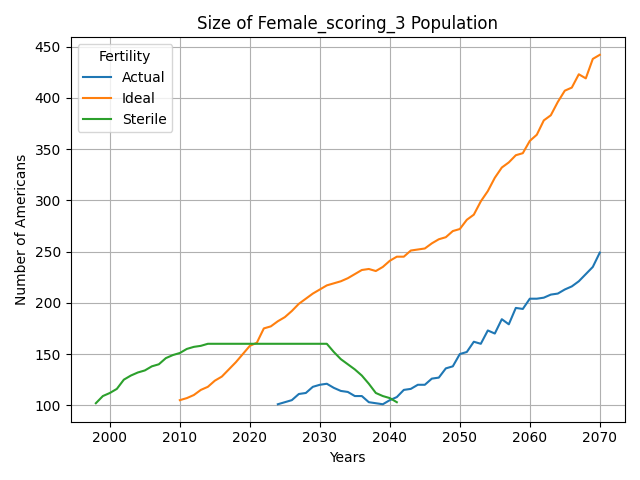 Size of Female_scoring_3 Population
Fertility
Actual
Ideal
Sterile
Number of Americans
450
400
350
300
250
200
150
100
2000 2010 2020 2030 2040 2050 2060 2070
Years